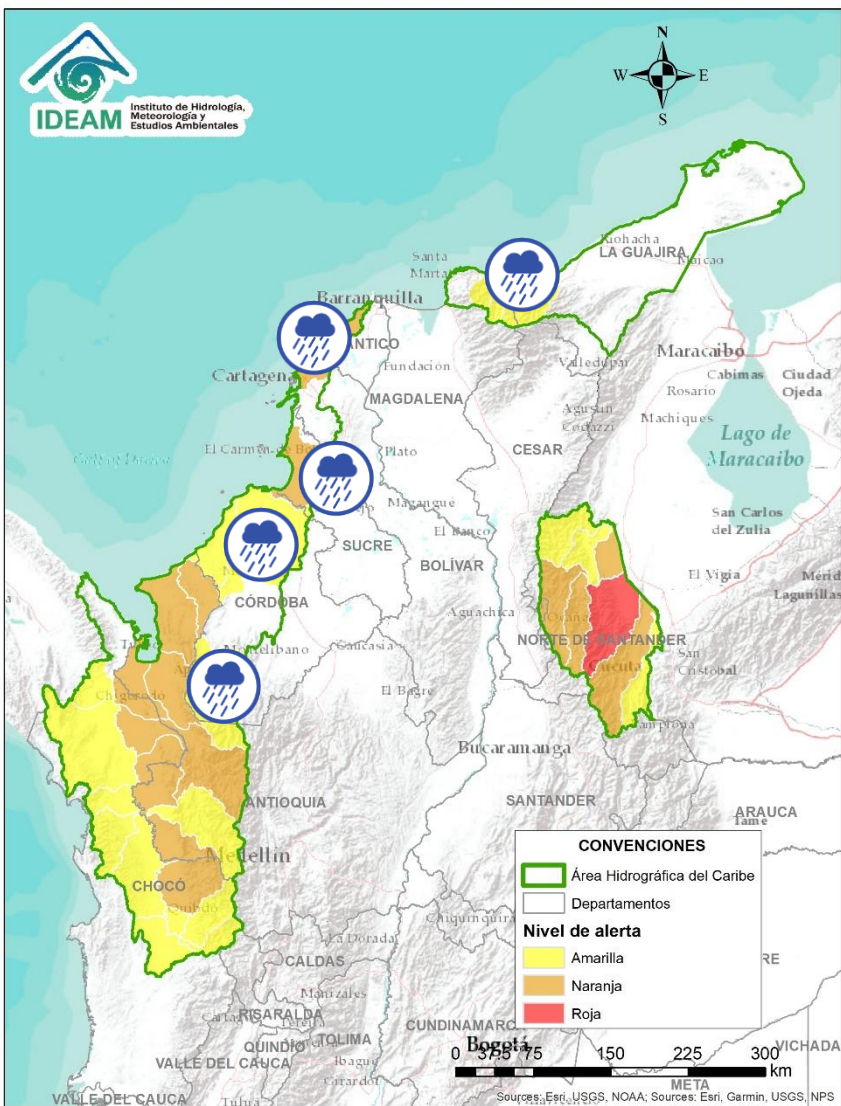 IDEAM
Instituto de Hidrología,
Meteorología y
Estudios Ambientales
N
W
E
S
Riohacha
LA GUAJIRA
Maicao
Santa
Marta
Barranquilla
Cartagena
Fundación
MAGDALENA
Valledupar
Maracaibo
Cabimas
Ciudad
Ojeda
Rosario
Machiques
Agustín
Codazzi
CESAR
Lago de
Maracaibo
El Carmen de
Plato
Magangué
San Carlos
del Zulia
SUCRE
El Banco
BOLÍVAR
El Vigía
Lagunillas
CÓRDOBA
Aguachica
Ocaña
NORTE DE SANTANDER
Cúcuta
San
Cristobal
Montelibano
Caucasia
El Bagre
Chigorodó
Bucaramanga
Pamplona
ANTIOQUIA
SANTANDER
ARAUCA
Tame
Medellín
CHOCÓ
Quibdó
CONVENCIONES
Área Hidrográfica del Caribe
Departamentos
Nivel de alerta
Amarilla
Naranja
Roja
Chiquinquirá
La Dorada
CALDAS
Manizales
RISARALDA
Pereira
QUINDÍO
TOLIMA
CUNDINAMARC
Bogotá
VALLE DEL CAUCA
Ibagué
Girardot
VICHADA
0 37.5 75 150 225 300
km
META
VALLE DEL CAUCA
Tuluá
Sources: Esri, USGS, NOAA; Sources: Esri, Garmin, USGS, NPS